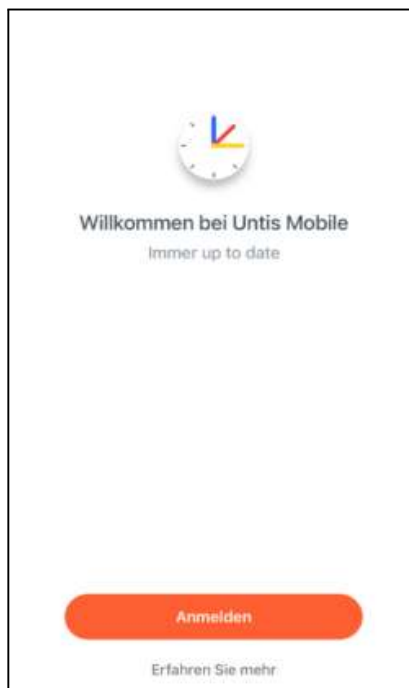 Willkommen bei Untis Mobile
Immer up to date
Anmelden
Erfahren Sie mehr